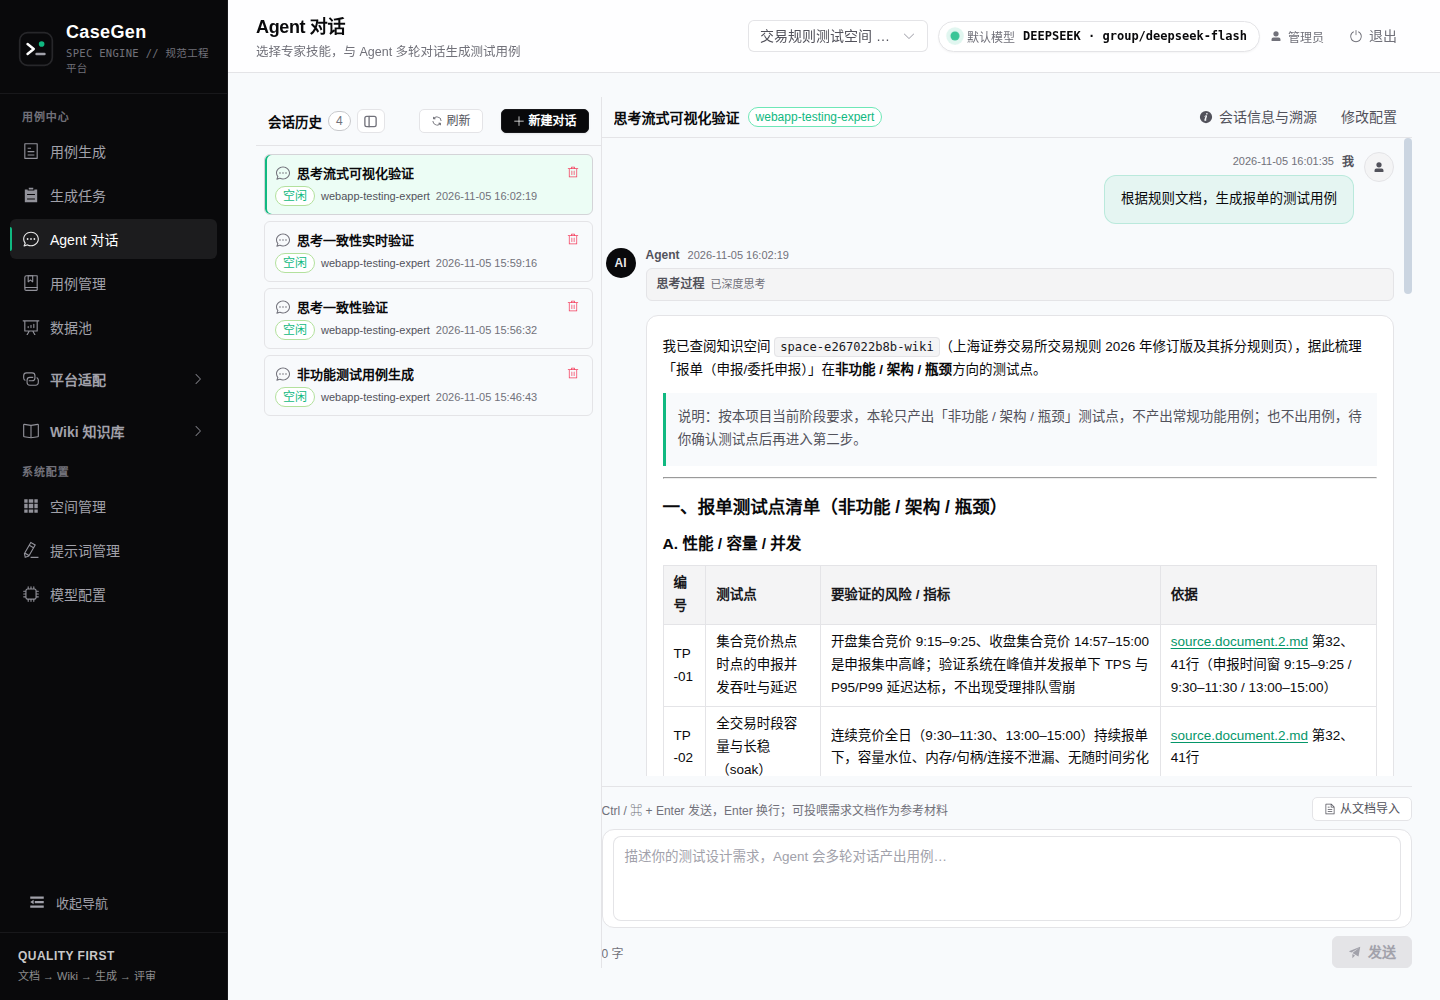 CaseGen
SPEC ENGINE // 规范工程
平台
用例中心
用例生成
生成任务
Agent 对话
用例管理
数据池
平台适配
Wiki 知识库
系统配置
空间管理
提示词管理
模型配置
收起导航
QUALITY FIRST
文档 → Wiki → 生成 → 评审
Agent 对话
选择专家技能，与 Agent 多轮对话生成测试用例
交易规则测试空间 ...
默认模型 DEEPSEEK · group/deepseek-flash
管理员
退出
会话历史 4
刷新
新建对话
思考流式可视化验证
空闲 webapp-testing-expert 2026-11-05 16:02:19
思考一致性实时验证
空闲 webapp-testing-expert 2026-11-05 15:59:16
思考一致性验证
空闲 webapp-testing-expert 2026-11-05 15:56:32
非功能测试用例生成
空闲 webapp-testing-expert 2026-11-05 15:46:43
思考流式可视化验证 webapp-testing-expert
会话信息与溯源
修改配置
2026-11-05 16:01:35 我
根据规则文档，生成报单的测试用例
AI
Agent 2026-11-05 16:02:19
思考过程 已深度思考
我已查阅知识空间 space-e267022b8b-wiki（上海证券交易所交易规则 2026 年修订版及其拆分规则页），据此梳理
「报单（申报/委托申报）」在非功能 / 架构 / 瓶颈方向的测试点。
说明：按本项目当前阶段要求，本轮只产出「非功能 / 架构 / 瓶颈」测试点，不产出常规功能用例；也不出用例，待
你确认测试点后再进入第二步。
一、报单测试点清单（非功能 / 架构 / 瓶颈）
A. 性能 / 容量 / 并发
编
号
测试点
要验证的风险 / 指标
依据
TP
-01
集合竞价热点
时点的申报并
发吞吐与延迟
开盘集合竞价 9:15–9:25、收盘集合竞价 14:57–15:00
是申报集中高峰；验证系统在峰值并发报单下 TPS 与
P95/P99 延迟达标，不出现受理排队雪崩
source.document.2.md 第32、
41行（申报时间窗 9:15–9:25 /
9:30–11:30 / 13:00–15:00）
TP
-02
全交易时段容
量与长稳
（soak）
连续竞价全日（9:30–11:30、13:00–15:00）持续报单
下，容量水位、内存/句柄/连接不泄漏、无随时间劣化
source.document.2.md 第32、
41行
Ctrl / ⌘ + Enter 发送，Enter 换行；可投喂需求文档作为参考材料
从文档导入
描述你的测试设计需求，Agent 会多轮对话产出用例…
0 字
发送